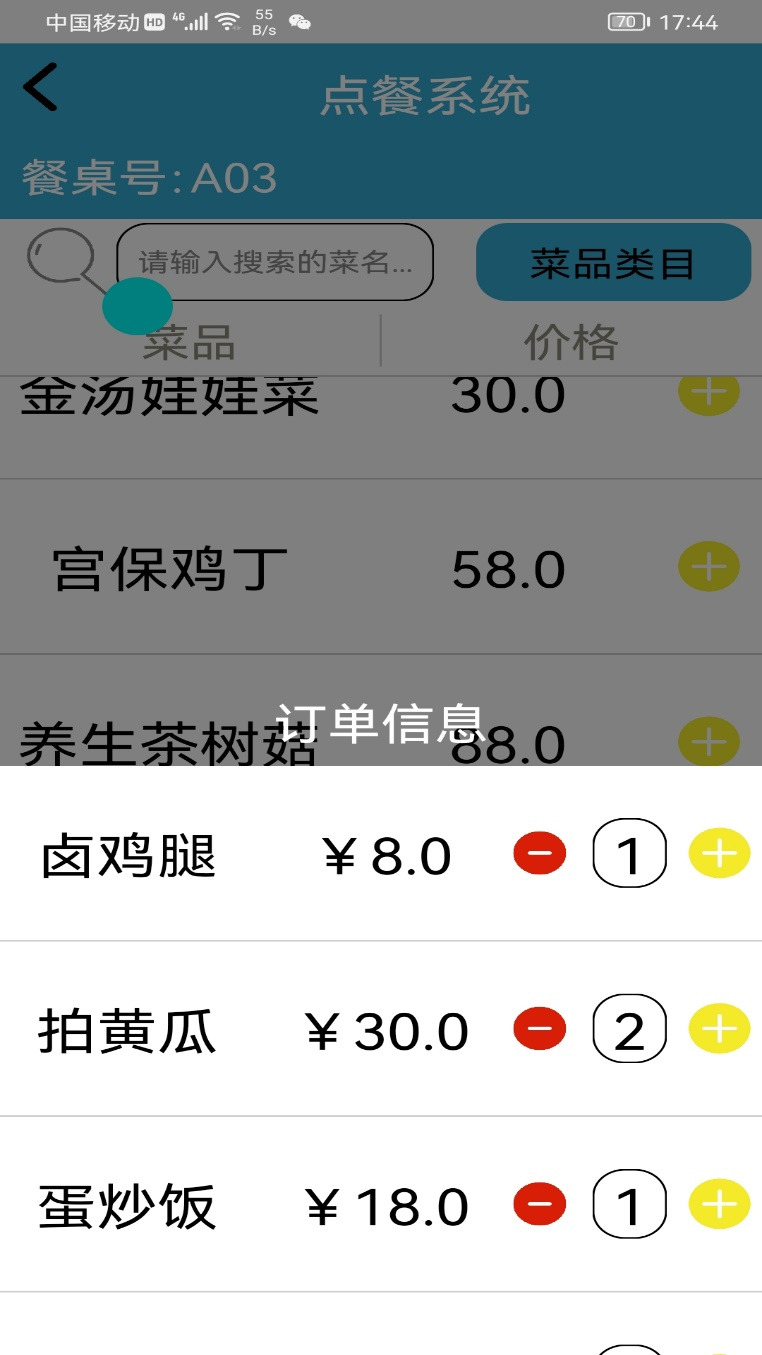 中国移动 HD 4G 55 B/s 70 17:44
点餐系统
餐桌号:A03
请输入搜索的菜名... 菜品类目
菜品 价格
金汤娃娃菜 30.0
宫保鸡丁 58.0
养生茶树菇 88.0
订单信息
卤鸡腿 ¥8.0 1
拍黄瓜 ¥30.0 2
蛋炒饭 ¥18.0 1